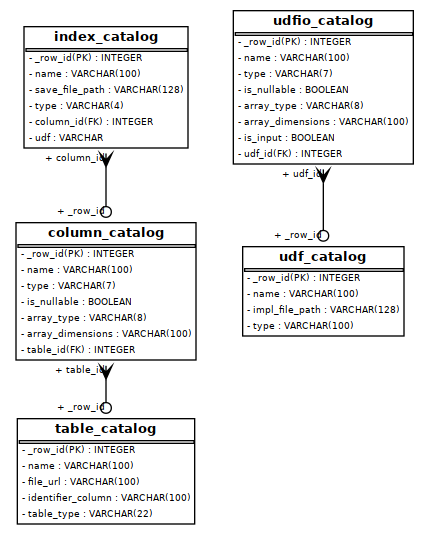 index_catalog
- _row_id(PK) : INTEGER
- name : VARCHAR(100)
- save_file_path : VARCHAR(128)
- type : VARCHAR(4)
- column_id(FK) : INTEGER
- udf : VARCHAR
+ column_id
+ _row_id
column_catalog
- _row_id(PK) : INTEGER
- name : VARCHAR(100)
- type : VARCHAR(7)
- is_nullable : BOOLEAN
- array_type : VARCHAR(8)
- array_dimensions : VARCHAR(100)
- table_id(FK) : INTEGER
+ table_id
+ _row_id
table_catalog
- _row_id(PK) : INTEGER
- name : VARCHAR(100)
- file_url : VARCHAR(100)
- identifier_column : VARCHAR(100)
- table_type : VARCHAR(22)
udfio_catalog
- _row_id(PK) : INTEGER
- name : VARCHAR(100)
- type : VARCHAR(7)
- is_nullable : BOOLEAN
- array_type : VARCHAR(8)
- array_dimensions : VARCHAR(100)
- is_input : BOOLEAN
- udf_id(FK) : INTEGER
+ udf_id
+ _row_id
udf_catalog
- _row_id(PK) : INTEGER
- name : VARCHAR(100)
- impl_file_path : VARCHAR(128)
- type : VARCHAR(100)